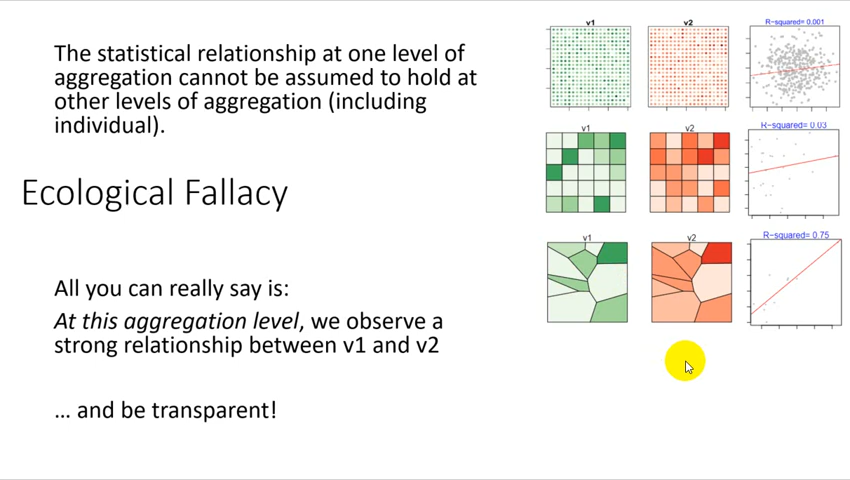 The statistical relationship at one level of
aggregation cannot be assumed to hold at
other levels of aggregation (including
individual).
Ecological Fallacy
All you can really say is:
At this aggregation level, we observe a
strong relationship between v1 and v2
… and be transparent!
v1
v2
R-squared= 0.001
v1
v2
R-squared= 0.03
v1
v2
R-squared= 0.75